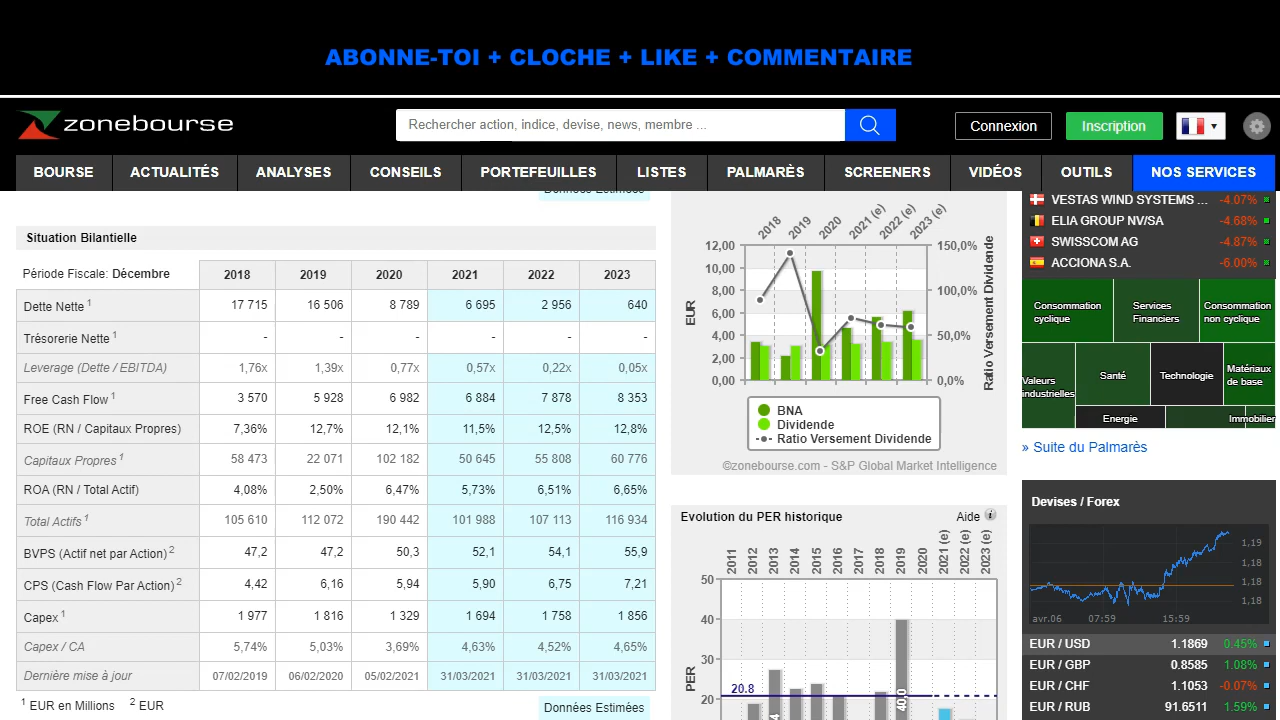 ABONNE-TOI + CLOCHE + LIKE + COMMENTAIRE
zonebourse
Rechercher action, indice, devise, news, membre ...
Connexion
Inscription
BOURSE ACTUALITÉS ANALYSES CONSEILS PORTEFEUILLES LISTES PALMARÈS SCREENERS VIDÉOS OUTILS NOS SERVICES
Données Estimées
Situation Bilantielle
Période Fiscale: Décembre 2018 2019 2020 2021 2022 2023
Dette Nette 1 17 715 16 506 8 789 6 695 2 956 640
Trésorerie Nette 1 - - - - - -
Leverage (Dette / EBITDA) 1,76x 1,39x 0,77x 0,57x 0,22x 0,05x
Free Cash Flow 1 3 570 5 928 6 982 6 884 7 878 8 353
ROE (RN / Capitaux Propres) 7,36% 12,7% 12,1% 11,5% 12,5% 12,8%
Capitaux Propres 1 58 473 22 071 102 182 50 645 55 808 60 776
ROA (RN / Total Actif) 4,08% 2,50% 6,47% 5,73% 6,51% 6,65%
Total Actifs 1 105 610 112 072 190 442 101 988 107 113 116 934
BVPS (Actif net par Action) 2 47,2 47,2 50,3 52,1 54,1 55,9
CPS (Cash Flow Par Action) 2 4,42 6,16 5,94 5,90 6,75 7,21
Capex 1 1 977 1 816 1 329 1 694 1 758 1 856
Capex / CA 5,74% 5,03% 3,69% 4,63% 4,52% 4,65%
Dernière mise à jour 07/02/2019 06/02/2020 05/02/2021 31/03/2021 31/03/2021 31/03/2021
1 EUR en Millions 2 EUR
Données Estimées
2018 2019 2020 2021 (e) 2022 (e) 2023 (e)
12,00
10,00
8,00
6,00
4,00
2,00
0,00
EUR
150,0%
100,0%
50,0%
0,0%
Ratio Versement Dividende
BNA
Dividende
Ratio Versement Dividende
©zonebourse.com - S&P Global Market Intelligence
Evolution du PER historique
Aide i
2011 2012 2013 2014 2015 2016 2017 2018 2019 2020 2021 (e) 2022 (e) 2023 (e)
50
40
30
20
PER
20.8
40.0
VESTAS WIND SYSTEMS ... -4.07%
ELIA GROUP NV/SA -4.68%
SWISSCOM AG -4.87%
ACCIONA S.A. -6.00%
Consommation cyclique
Services Financiers
Consommation non cyclique
Valeurs industrielles
Santé
Technologie
Matériaux de base
Energie
Immobilier
» Suite du Palmarès
Devises / Forex
1,19
1,18
1,18
1,18
avr.06 07:59 15:59
EUR / USD 1.1869 0.45%
EUR / GBP 0.8585 1.08%
EUR / CHF 1.1053 -0.07%
EUR / RUB 91.6511 1.59%